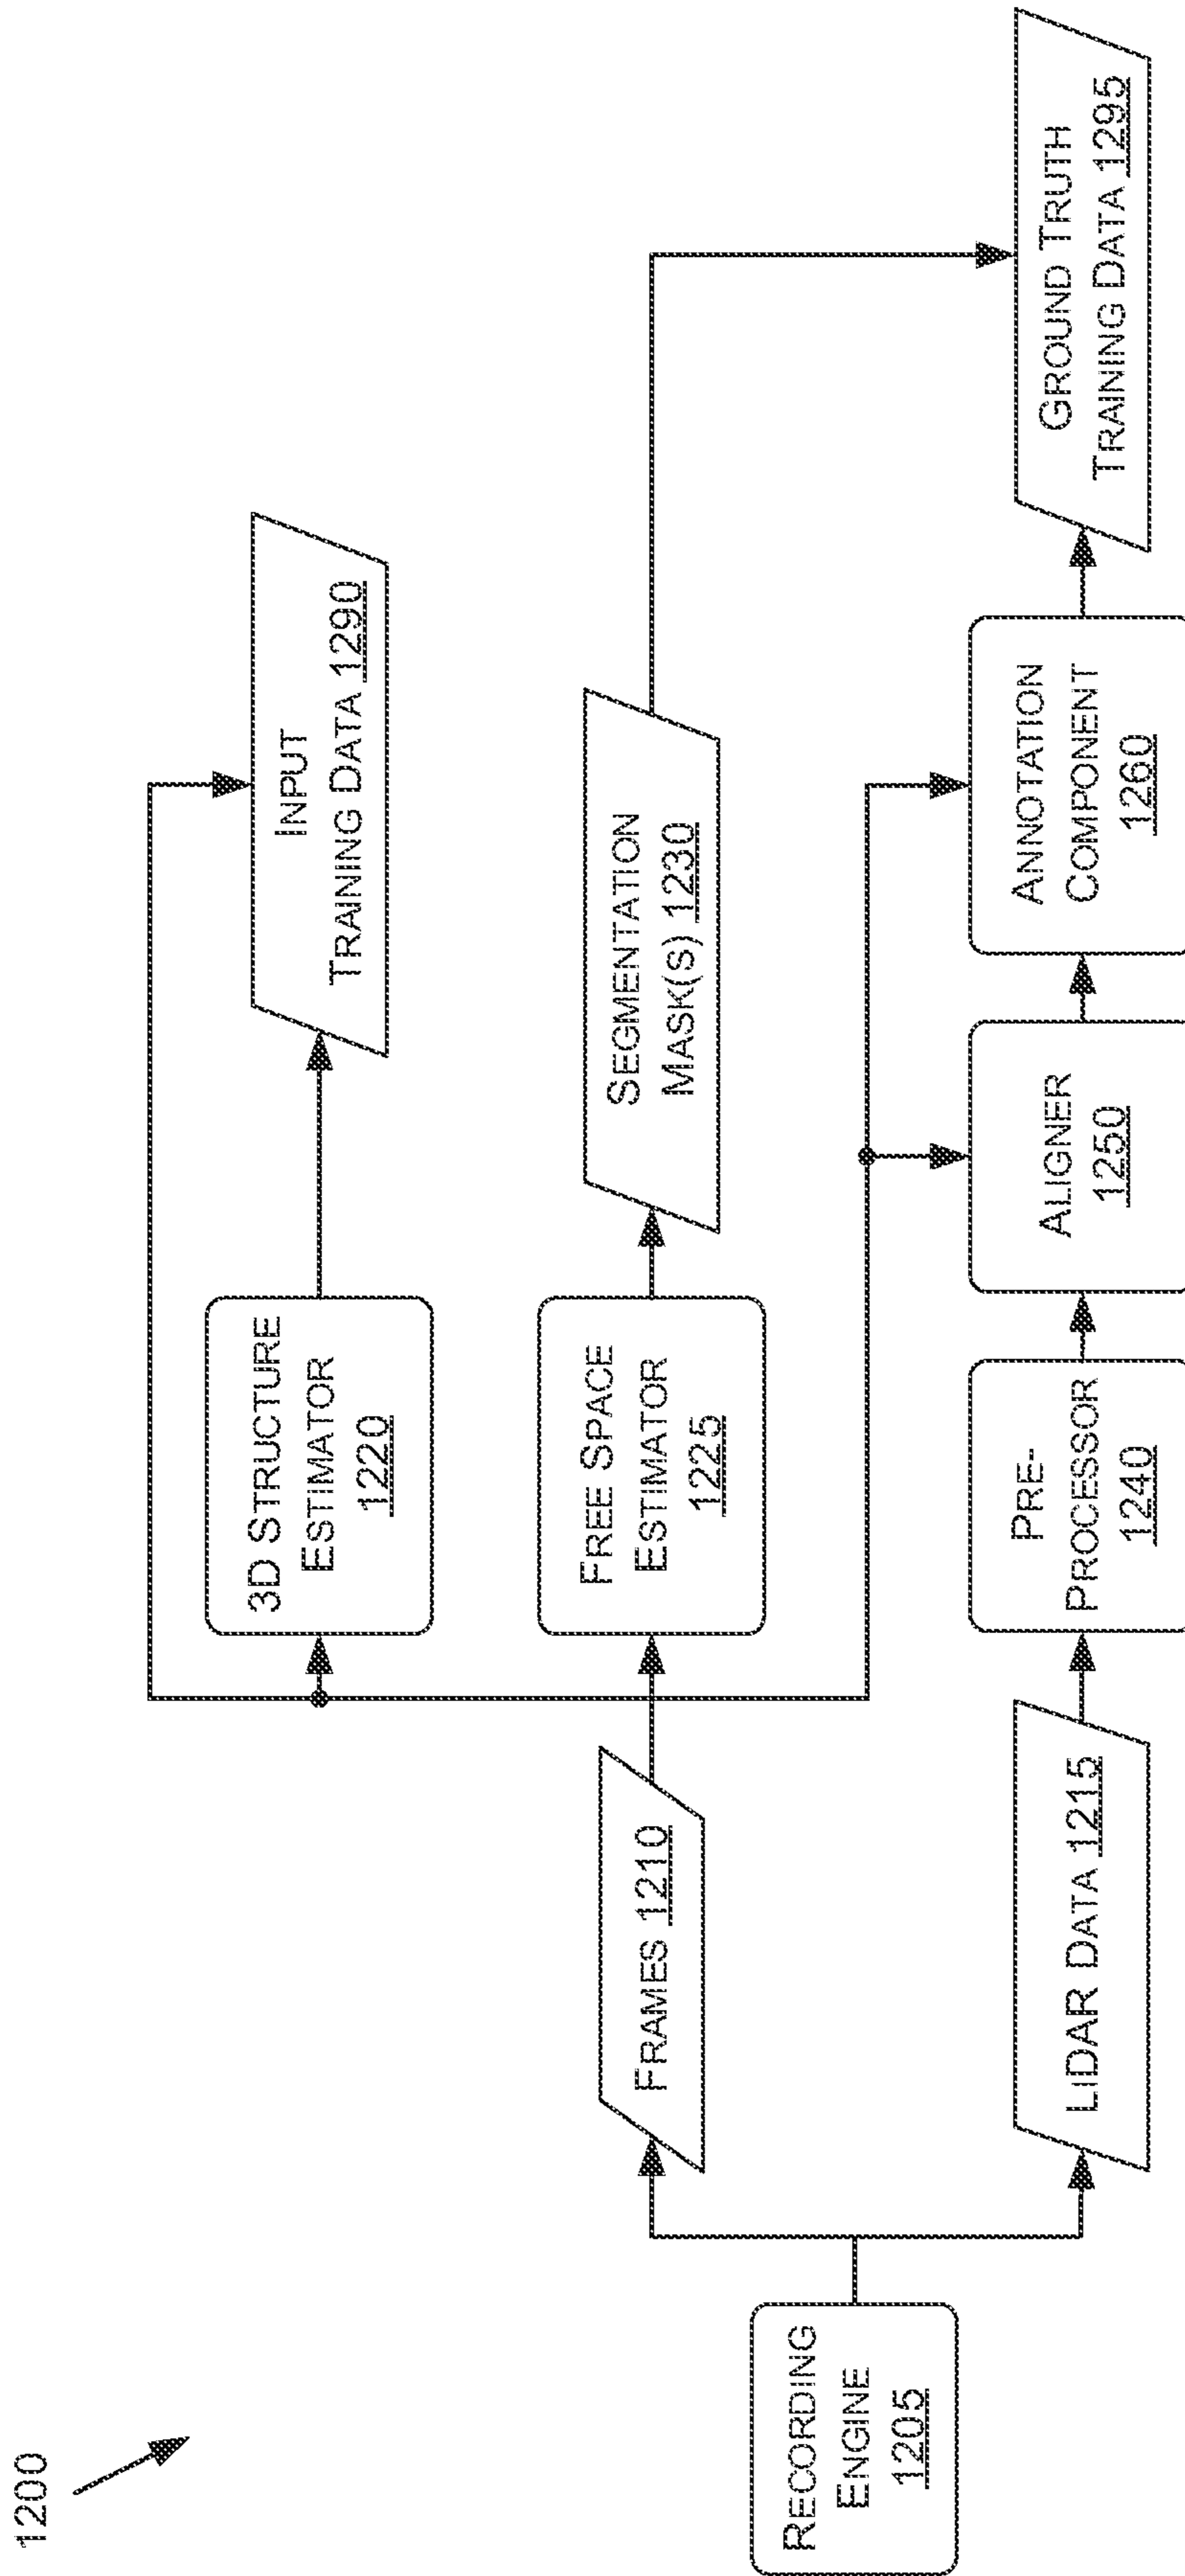 1200
RECORDING
ENGINE
1205
FRAMES 1210
LIDAR DATA 1215
3D STRUCTURE
ESTIMATOR
1220
FREE SPACE
ESTIMATOR
1225
PRE-
PROCESSOR
1240
INPUT
TRAINING DATA 1290
SEGMENTATION
MASK(S) 1230
ALIGNER
1250
ANNOTATION
COMPONENT
1260
GROUND TRUTH
TRAINING DATA 1295